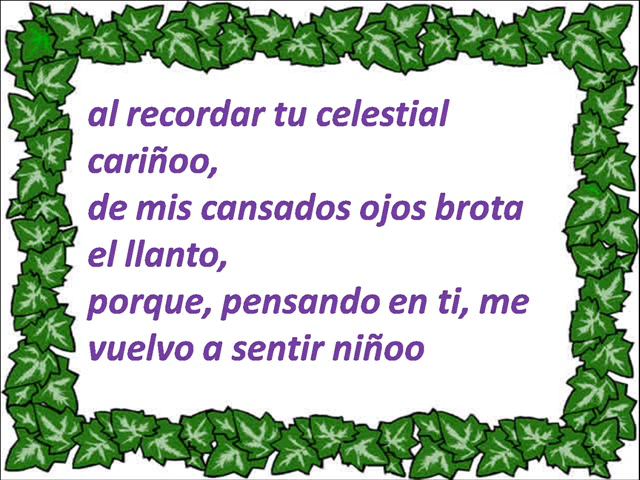 al recordar tu celestial
cariñoo,
de mis cansados ojos brota
el llanto,
porque, pensando en ti, me
vuelvo a sentir niñoo